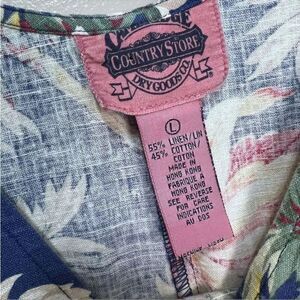 COUNTRY STORE
DRY GOODS CO.
L
55% LINEN/LIN
45% COTTON/
COTON
MADE IN
HONG KONG
FABRIQUE A
HONG KONG
SEE REVERSE
FOR CARE
INDICATIONS
AU DOS